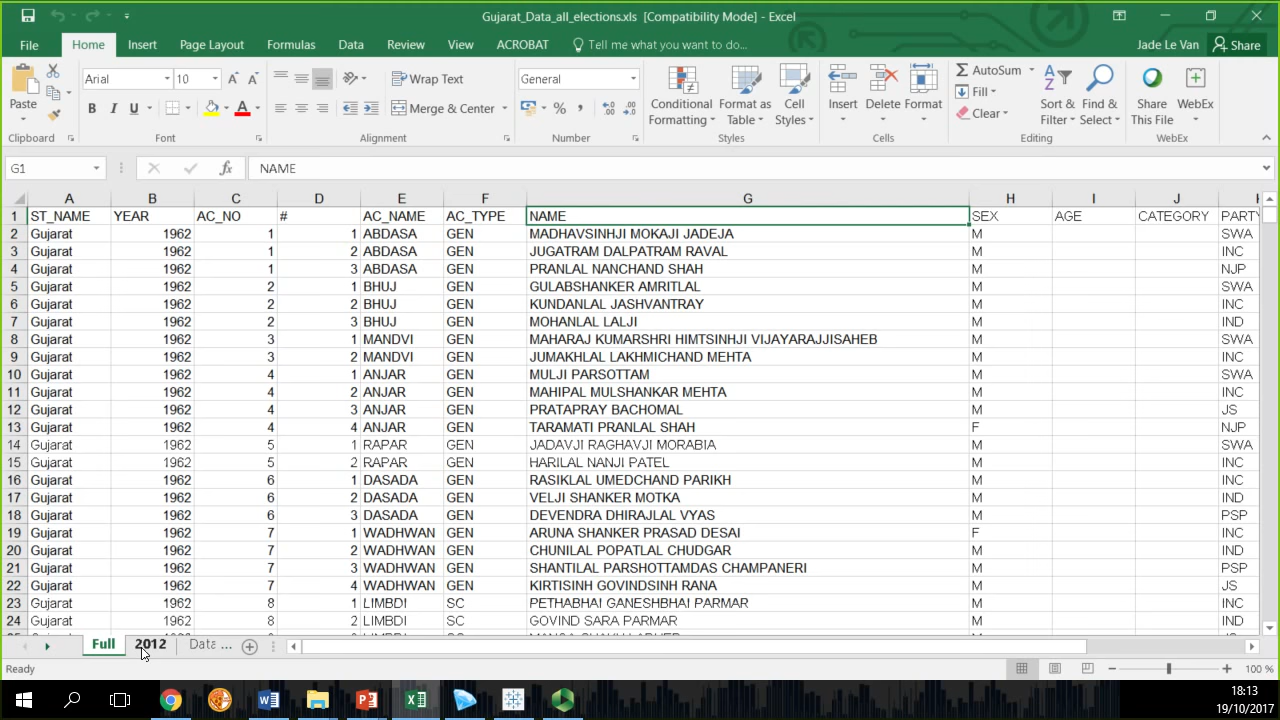 Gujarat_Data_all_elections.xls [Compatibility Mode] - Excel
File Home Insert Page Layout Formulas Data Review View ACROBAT Tell me what you want to do... Jade Le Van Share
Arial 10 Wrap Text General AutoSum
Paste Conditional Formatting Format as Table Cell Styles Insert Delete Format Fill Sort & Filter Find & Select Share This File WebEx
B I U Merge & Center % Clear
Clipboard Font Alignment Number Styles Cells Editing WebEx
G1 fx NAME
A B C D E F G H I J
1 ST_NAME YEAR AC_NO # AC_NAME AC_TYPE NAME SEX AGE CATEGORY PARTY
2 Gujarat 1962 1 1 ABDASA GEN MADHAVSINHJI MOKAJI JADEJA M SWA
3 Gujarat 1962 1 2 ABDASA GEN JUGATRAM DALPATRAM RAVAL M INC
4 Gujarat 1962 1 3 ABDASA GEN PRANLAL NANCHAND SHAH M NJP
5 Gujarat 1962 2 1 BHUJ GEN GULABSHANKER AMRITLAL M SWA
6 Gujarat 1962 2 2 BHUJ GEN KUNDANLAL JASHVANTRAY M INC
7 Gujarat 1962 2 3 BHUJ GEN MOHANLAL LALJI M IND
8 Gujarat 1962 3 1 MANDVI GEN MAHARAJ KUMARSHRI HIMTSINHJI VIJAYARAJJISAHEB M SWA
9 Gujarat 1962 3 2 MANDVI GEN JUMAKHLAL LAKHMICHAND MEHTA M INC
10 Gujarat 1962 4 1 ANJAR GEN MULJI PARSOTTAM M SWA
11 Gujarat 1962 4 2 ANJAR GEN MAHIPAL MULSHANKAR MEHTA M INC
12 Gujarat 1962 4 3 ANJAR GEN PRATAPRAY BACHOMAL M JS
13 Gujarat 1962 4 4 ANJAR GEN TARAMATI PRANLAL SHAH F NJP
14 Gujarat 1962 5 1 RAPAR GEN JADAVJI RAGHAVJI MORABIA M SWA
15 Gujarat 1962 5 2 RAPAR GEN HARILAL NANJI PATEL M INC
16 Gujarat 1962 6 1 DASADA GEN RASIKLAL UMEDCHAND PARIKH M INC
17 Gujarat 1962 6 2 DASADA GEN VELJI SHANKER MOTKA M IND
18 Gujarat 1962 6 3 DASADA GEN DEVENDRA DHIRAJLAL VYAS M PSP
19 Gujarat 1962 7 1 WADHWAN GEN ARUNA SHANKER PRASAD DESAI F INC
20 Gujarat 1962 7 2 WADHWAN GEN CHUNILAL POPATLAL CHUDGAR M IND
21 Gujarat 1962 7 3 WADHWAN GEN SHANTILAL PARSHOTTAMDAS CHAMPANERI M PSP
22 Gujarat 1962 7 4 WADHWAN GEN KIRTISINH GOVINDSINH RANA M JS
23 Gujarat 1962 8 1 LIMBDI SC PETHABHAI GANESHBHAI PARMAR M INC
24 Gujarat 1962 8 2 LIMBDI SC GOVIND SARA PARMAR M IND
Full 2012 Data ...
Ready 100 %
18:13
19/10/2017